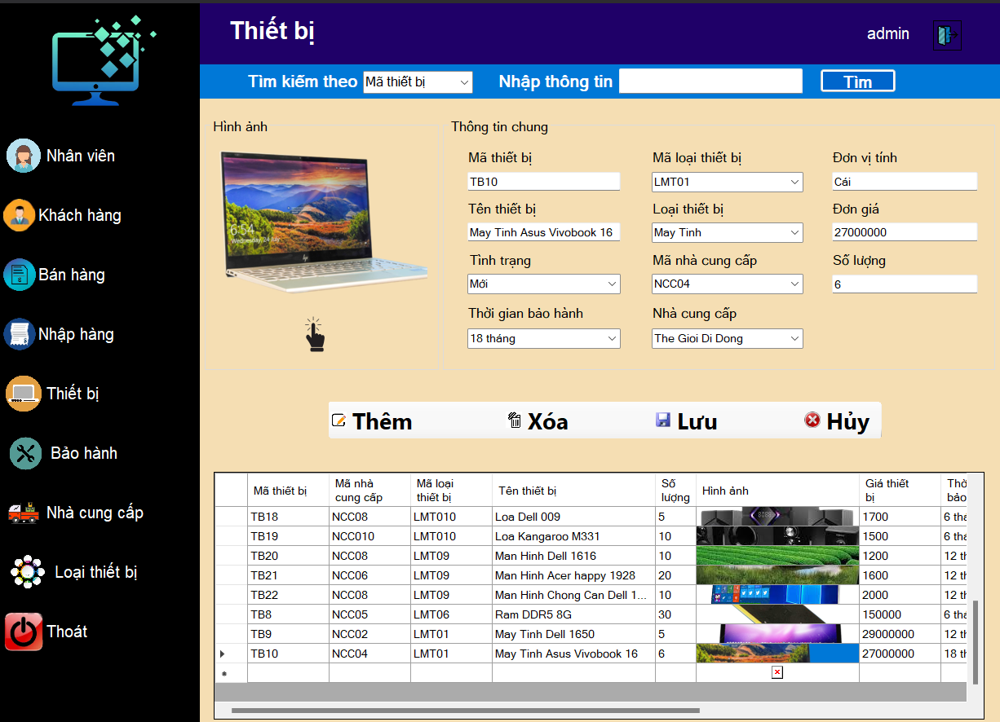 Thiết bị
admin
Tìm kiếm theo Mã thiết bị Nhập thông tin Tìm
Nhân viên
Khách hàng
Bán hàng
Nhập hàng
Thiết bị
Bảo hành
Nhà cung cấp
Loại thiết bị
Thoát
Hình ảnh
6:54
Wednesday, 24 July
hp
Thông tin chung
Mã thiết bị Mã loại thiết bị Đơn vị tính
TB10 LMT01 Cái
Tên thiết bị Loại thiết bị Đơn giá
May Tinh Asus Vivobook 16 May Tinh 27000000
Tình trạng Mã nhà cung cấp Số lượng
Mới NCC04 6
Thời gian bảo hành Nhà cung cấp
18 tháng The Gioi Di Dong
Thêm Xóa Lưu Hủy
Mã thiết bị Mã nhà cung cấp Mã loại thiết bị Tên thiết bị Số lượng Hình ảnh Giá thiết bị Thờ bảo
TB18 NCC08 LMT010 Loa Dell 009 5 1700 6 thá
TB19 NCC010 LMT010 Loa Kangaroo M331 10 1500 6 thá
TB20 NCC08 LMT09 Man Hinh Dell 1616 10 1200 12 th
TB21 NCC06 LMT09 Man Hinh Acer happy 1928 20 1600 12 th
TB22 NCC08 LMT09 Man Hinh Chong Can Dell 1... 10 2000 12 th
TB8 NCC05 LMT06 Ram DDR5 8G 30 150000 6 thá
TB9 NCC02 LMT01 May Tinh Dell 1650 5 29000000 12 th
TB10 NCC04 LMT01 May Tinh Asus Vivobook 16 6 27000000 18 th